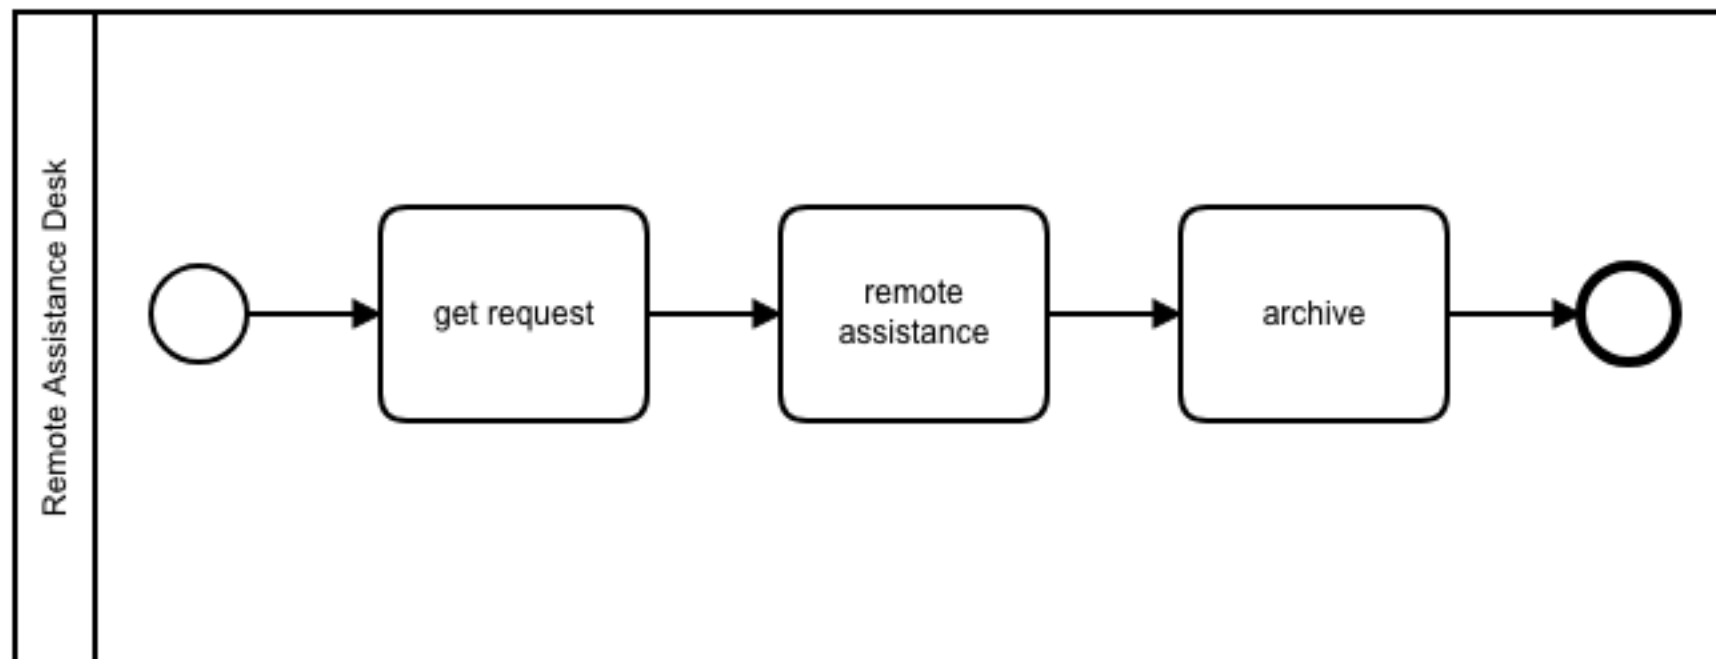 Remote Assistance Desk
get request
remote
assistance
archive